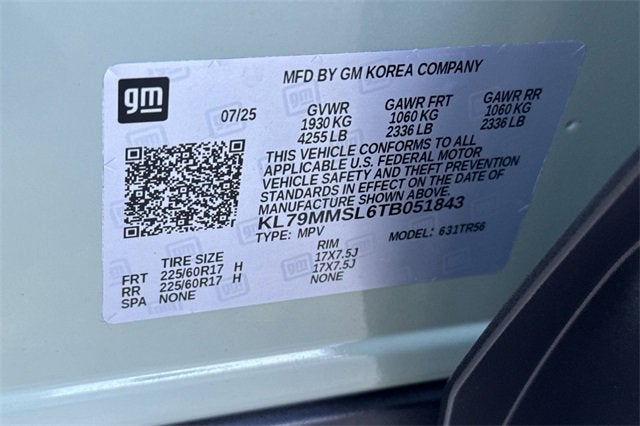 gm
MFD BY GM KOREA COMPANY
07/25 GVWR GAWR FRT GAWR RR
1930 KG 1060 KG 1060 KG
4255 LB 2336 LB 2336 LB
THIS VEHICLE CONFORMS TO ALL
APPLICABLE U.S. FEDERAL MOTOR
VEHICLE SAFETY AND THEFT PREVENTION
STANDARDS IN EFFECT ON THE DATE OF
MANUFACTURE SHOWN ABOVE.
KL79MMSL6TB051843
TYPE: MPV MODEL: 631TR56
TIRE SIZE RIM
FRT 225/60R17 H 17X7.5J
RR 225/60R17 H 17X7.5J
SPA NONE NONE